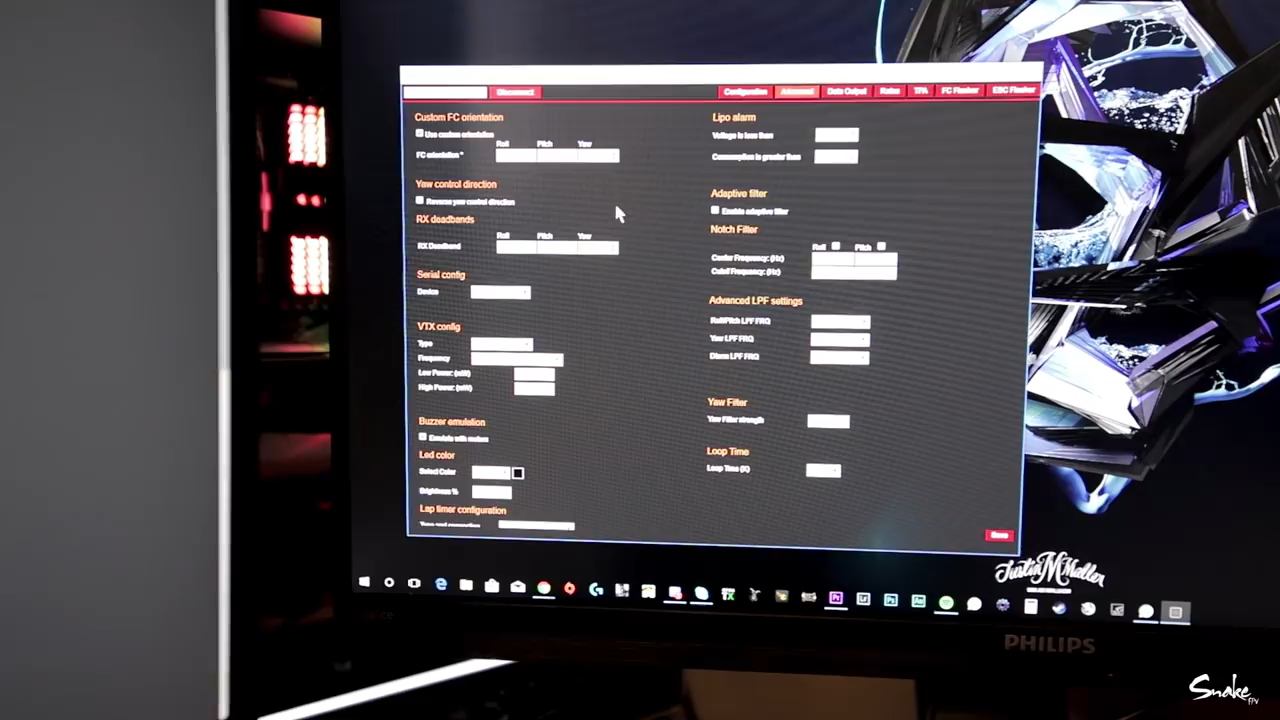 Disconnect
Configuration
Advanced
Data Output
Rates
TPA
FC Flasher
ESC Flasher
Custom FC orientation
Use custom orientation
Roll Pitch Yaw
FC orientation *
Yaw control direction
Reverse yaw control direction
RX deadbands
Roll Pitch Yaw
RX Deadband
Serial config
Device
VTX config
Type
Frequency
Low Power: (mW)
High Power: (mW)
Buzzer emulation
Emulate with motors
Led color
Select Color
Brightness %
Lap timer configuration
Lipo alarm
Voltage is less than
Consumption is greater than
Adaptive filter
Enable adaptive filter
Notch Filter
Roll Pitch
Center Frequency: (Hz)
Cutoff Frequency: (Hz)
Advanced LPF settings
Roll/Pitch LPF FRQ
Yaw LPF FRQ
Dterm LPF FRQ
Yaw Filter
Yaw Filter strength
Loop Time
Loop Time (K)
Save
Justin M Maller
PHILIPS
Snake
FPV